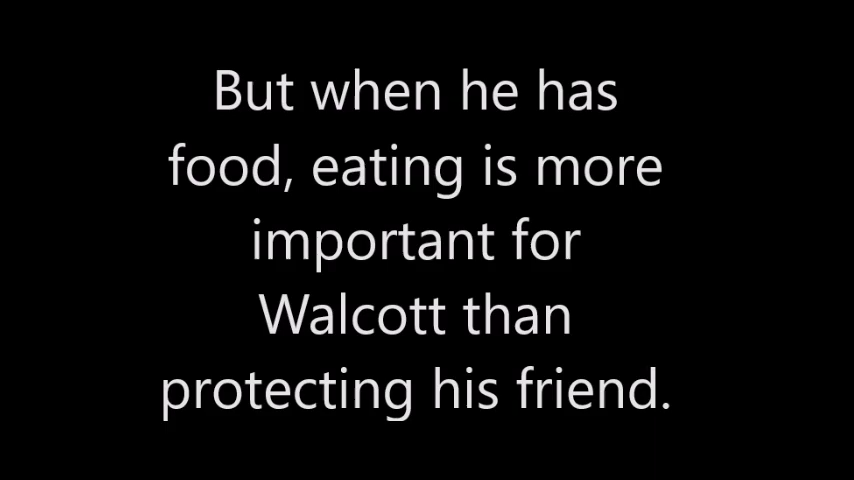 But when he has
food, eating is more
important for
Walcott than
protecting his friend.